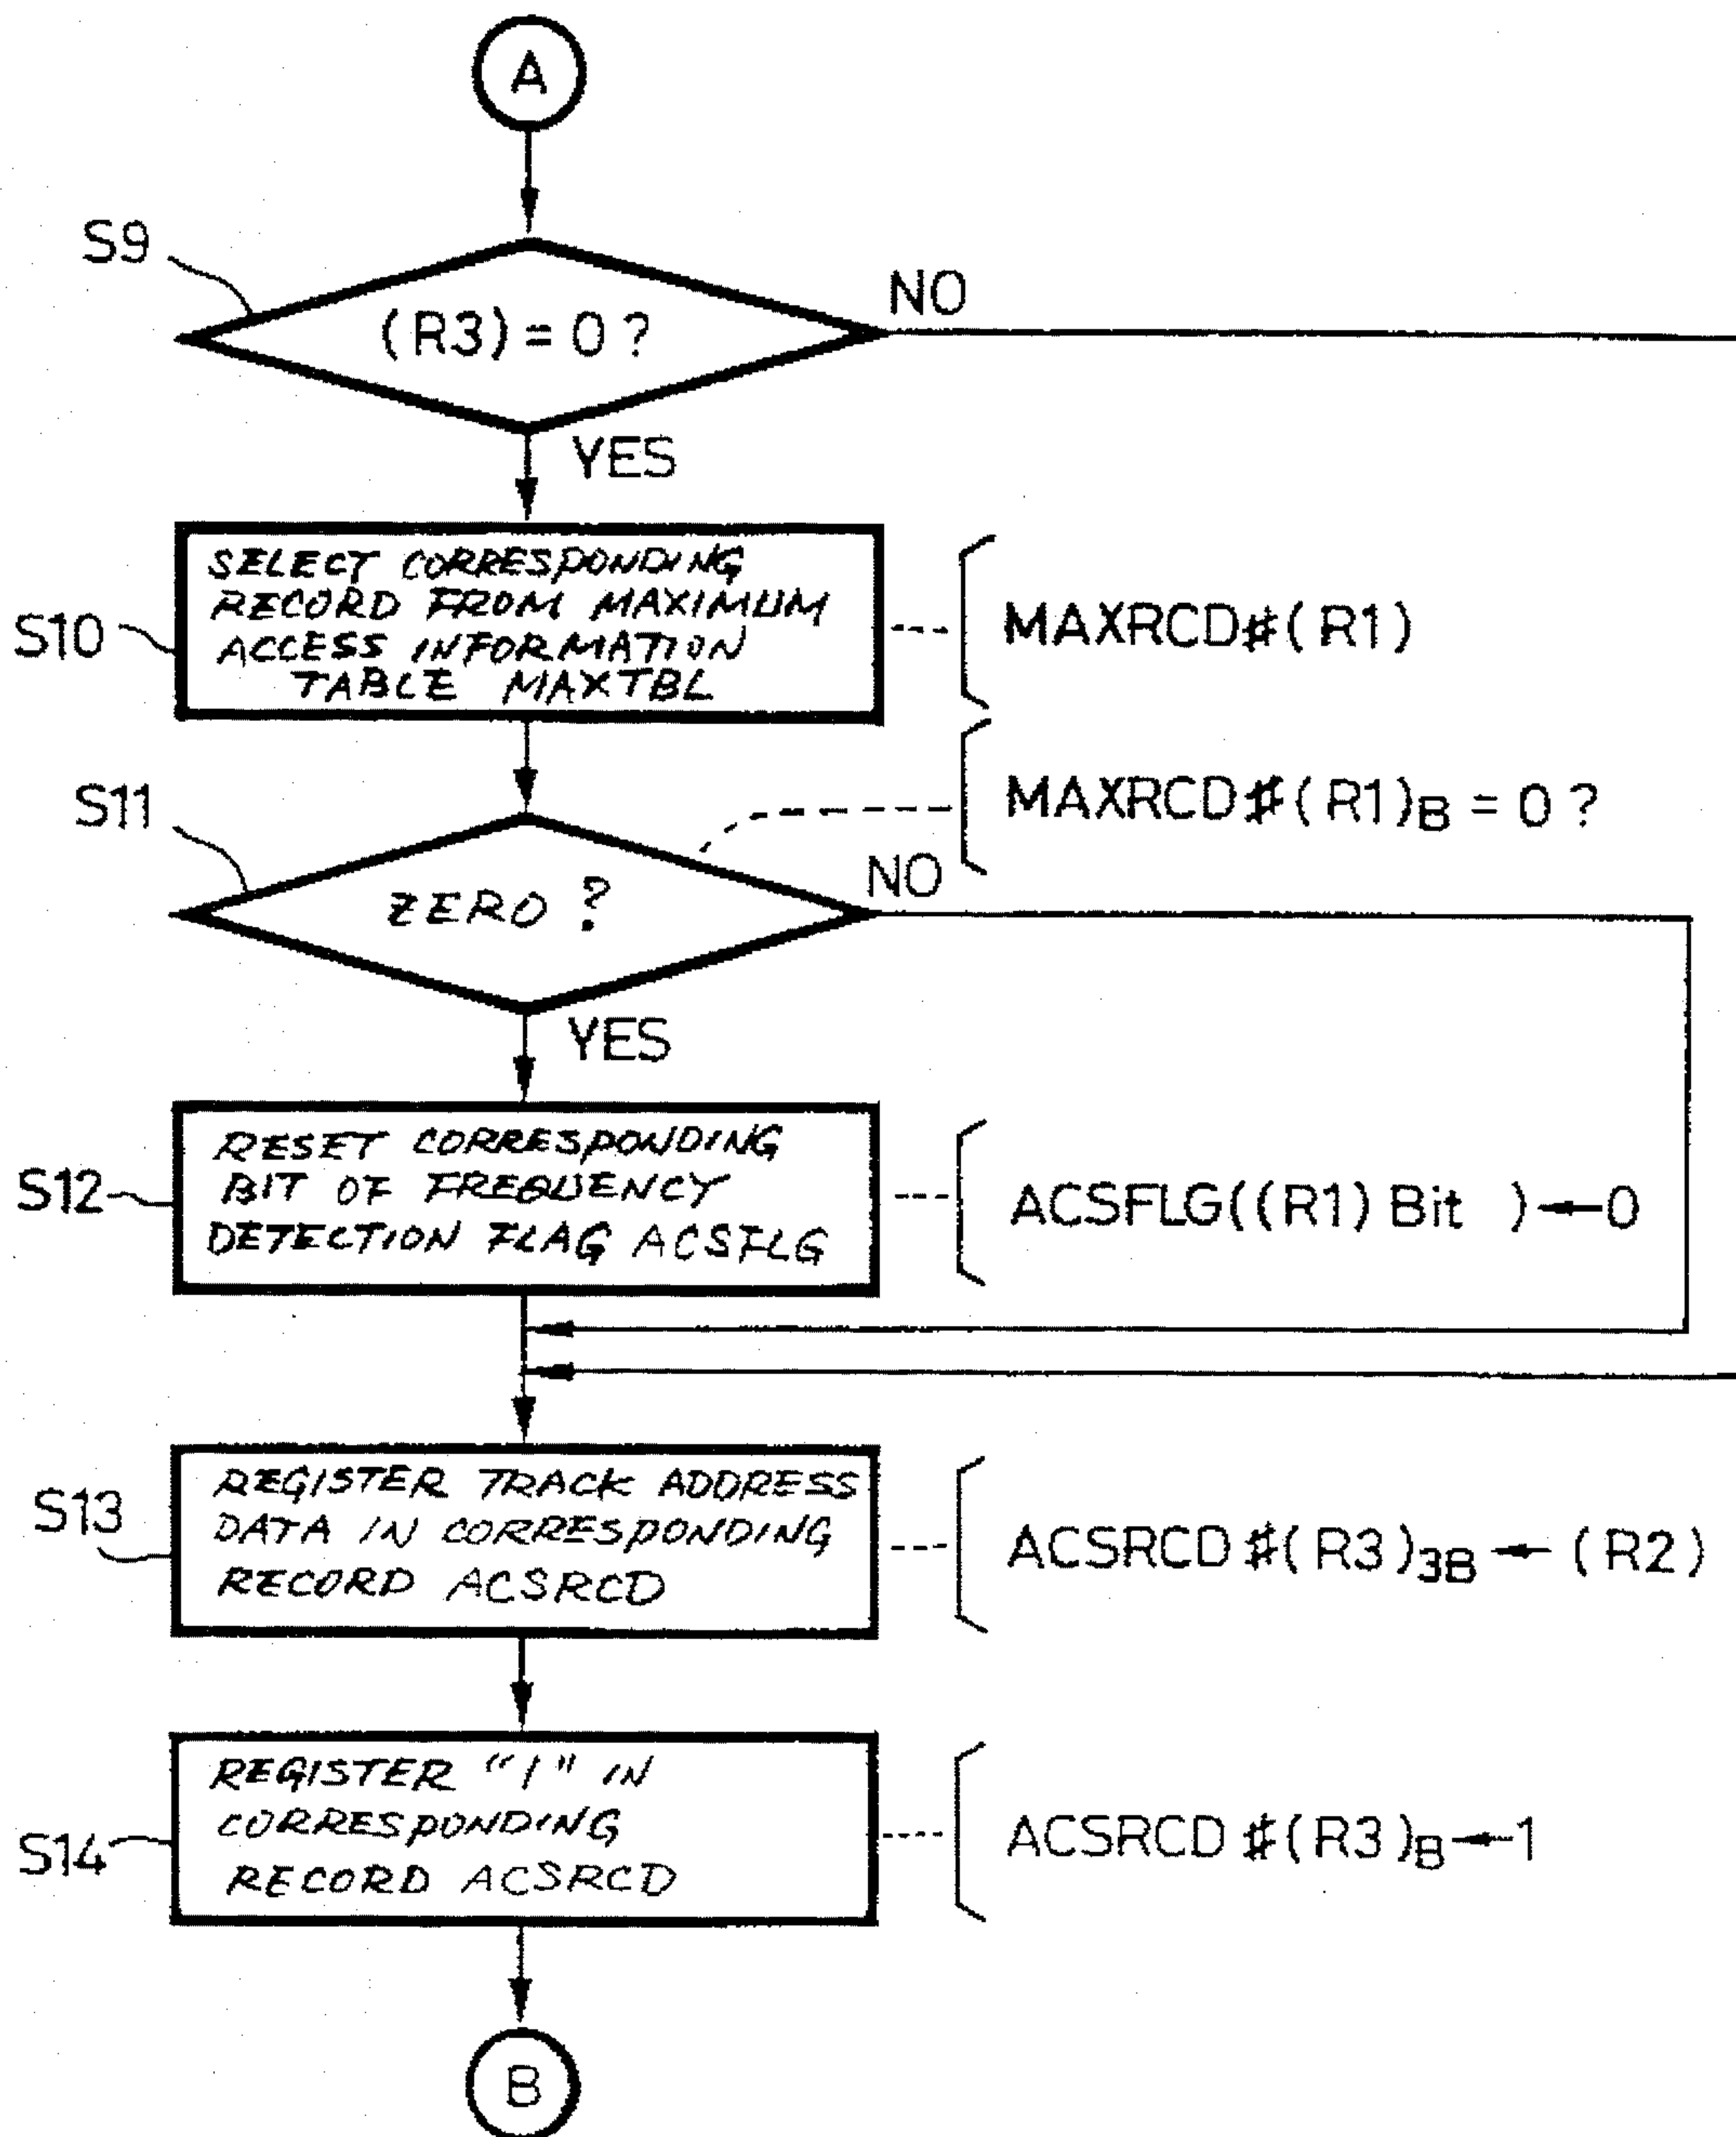 A
S9
(R3) = 0 ?
NO
YES
S10
SELECT CORRESPONDING
RECORD FROM MAXIMUM
ACCESS INFORMATION
TABLE MAXTBL
MAXRCD#(R1)
S11
MAXRCD#(R1)B = 0 ?
ZERO ?
NO
YES
S12
RESET CORRESPONDING
BIT OF FREQUENCY
DETECTION FLAG ACSFLG
ACSFLG((R1) Bit ) ← 0
S13
REGISTER TRACK ADDRESS
DATA IN CORRESPONDING
RECORD ACSRCD
ACSRCD #(R3)3B ← (R2)
S14
REGISTER "1" IN
CORRESPONDING
RECORD ACSRCD
ACSRCD #(R3)B ← 1
B